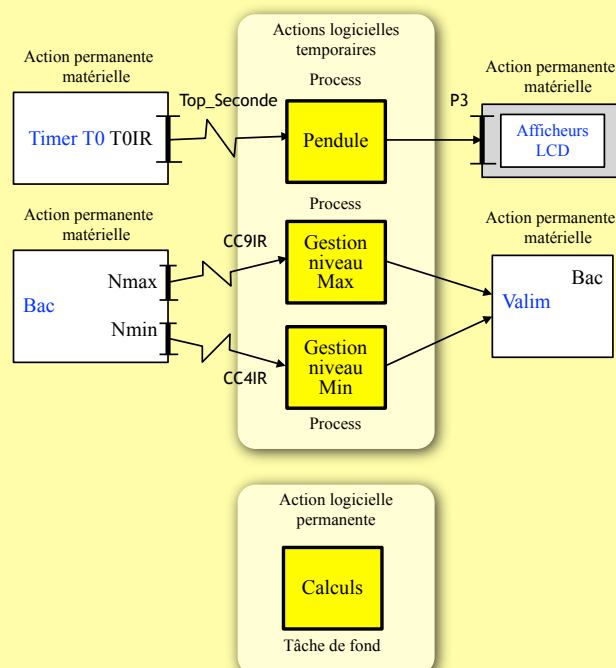 Actions logicielles
temporaires
Action permanente
matérielle
Top_Seconde
Process
Action permanente
matérielle
P3
Timer T0 T0IR
Pendule
Afficheurs
LCD
Action permanente
matérielle
Process
Action permanente
matérielle
CC9IR
Nmax
Bac
Nmin
Gestion
niveau
Max
Bac
Valim
CC4IR
Gestion
niveau
Min
Process
Action logicielle
permanente
Calculs
Tâche de fond